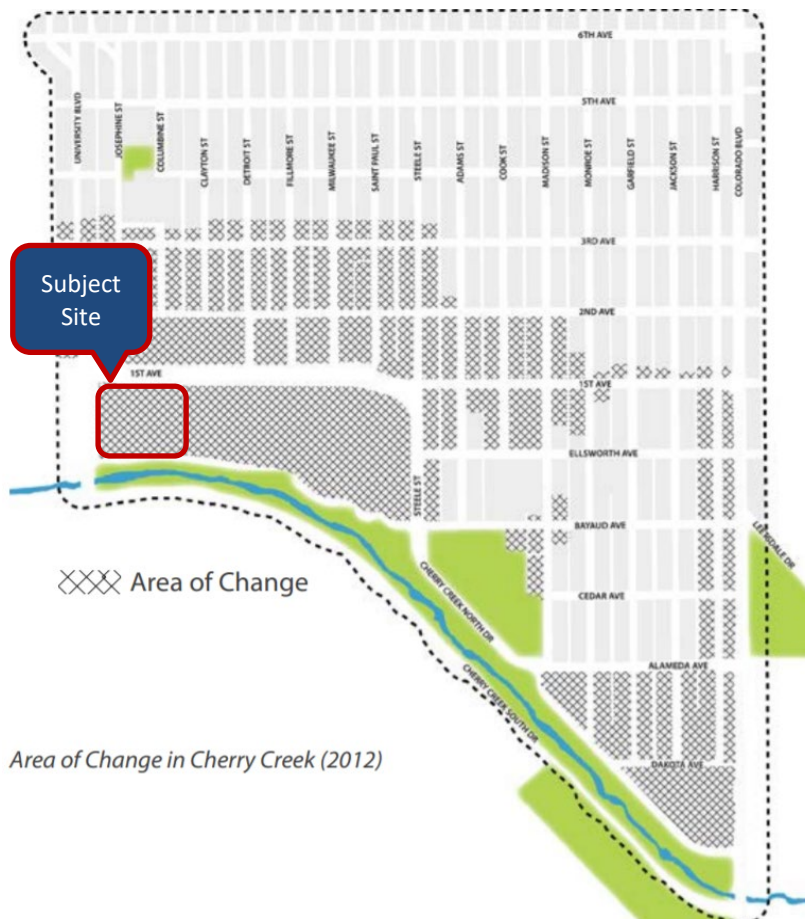 6TH AVE
5TH AVE
UNIVERSITY BLVD
JOSEPHINE ST
COLUMBINE ST
CLAYTON ST
DETROIT ST
FILLMORE ST
MILWAUKEE ST
SAINT PAUL ST
STEELE ST
ADAMS ST
COOK ST
MADISON ST
MONROE ST
GARFIELD ST
JACKSON ST
HARRISON ST
COLORADO BLVD
3RD AVE
Subject
Site
2ND AVE
1ST AVE
1ST AVE
ELLSWORTH AVE
STEELE ST
BAYAUD AVE
LEETSDALE DR
Area of Change
CEDAR AVE
CHERRY CREEK NORTH DR
ALAMEDA AVE
CHERRY CREEK SOUTH DR
Area of Change in Cherry Creek (2012)
DAKOTA AVE